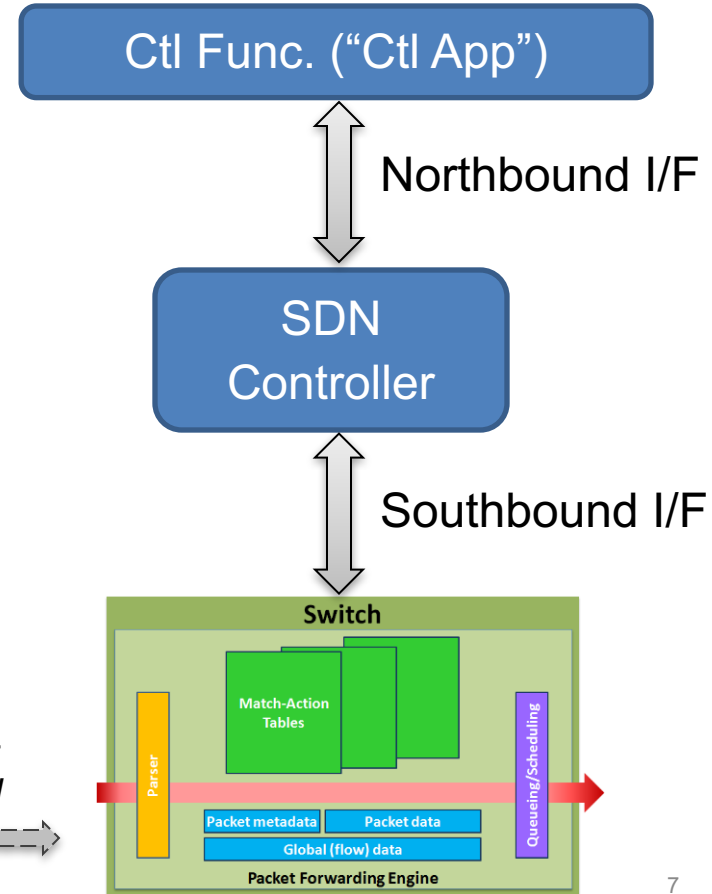 Ctl Func. (“Ctl App”)
Northbound I/F
SDN
Controller
Southbound I/F
Switch
Match-Action
Tables
Parser
Queueing/Scheduling
Packet metadata
Packet data
Global (flow) data
Packet Forwarding Engine
7